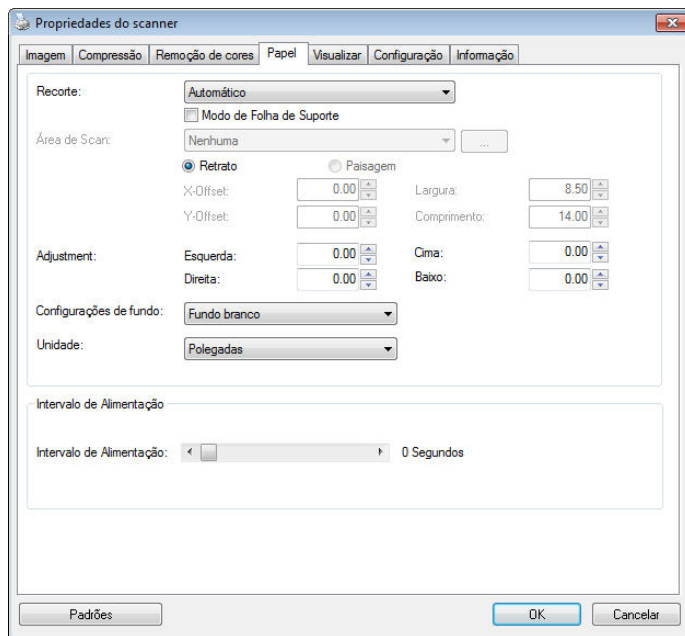 Propriedades do scanner
Imagem Compressão Remoção de cores Papel Visualizar Configuração Informação
Recorte: Automático
Modo de Folha de Suporte
Área de Scan: Nenhuma ...
Retrato Paisagem
X-Offset: 0.00 Largura: 8.50
Y-Offset: 0.00 Comprimento: 14.00
Adjustment: Esquerda: 0.00 Cima: 0.00
Direita: 0.00 Baixo: 0.00
Configurações de fundo: Fundo branco
Unidade: Polegadas
Intervalo de Alimentação
Intervalo de Alimentação: 0 Segundos
Padrões OK Cancelar